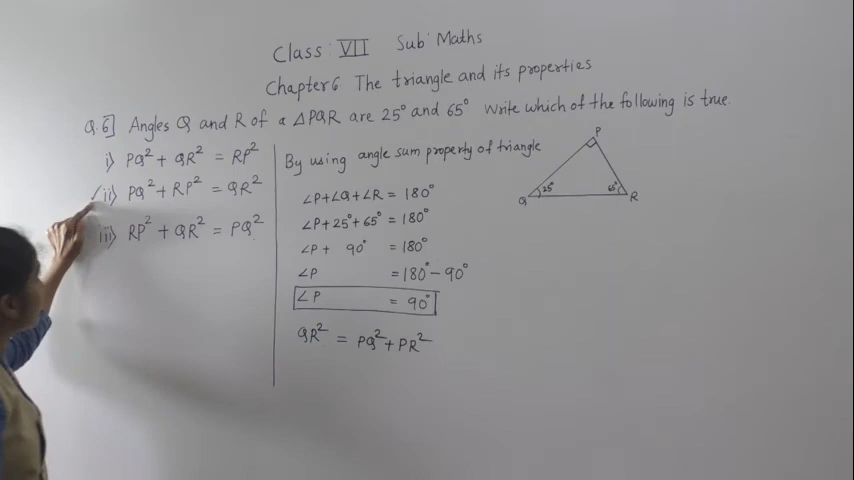 Class: VII Sub: Maths
Chapter 6 The triangle and its properties
Q.6] Angles Q and R of a △PQR are 25° and 65° Write which of the following is true.
i) PQ² + QR² = RP²
✓ii) PQ² + RP² = QR²
iii) RP² + QR² = PQ²
By using angle sum property of triangle
∠P+∠Q+∠R = 180°
∠P+25°+65° = 180°
∠P + 90° = 180°
∠P = 180° - 90°
∠P = 90°
QR² = PQ² + PR²
P
25°
65°
Q
R